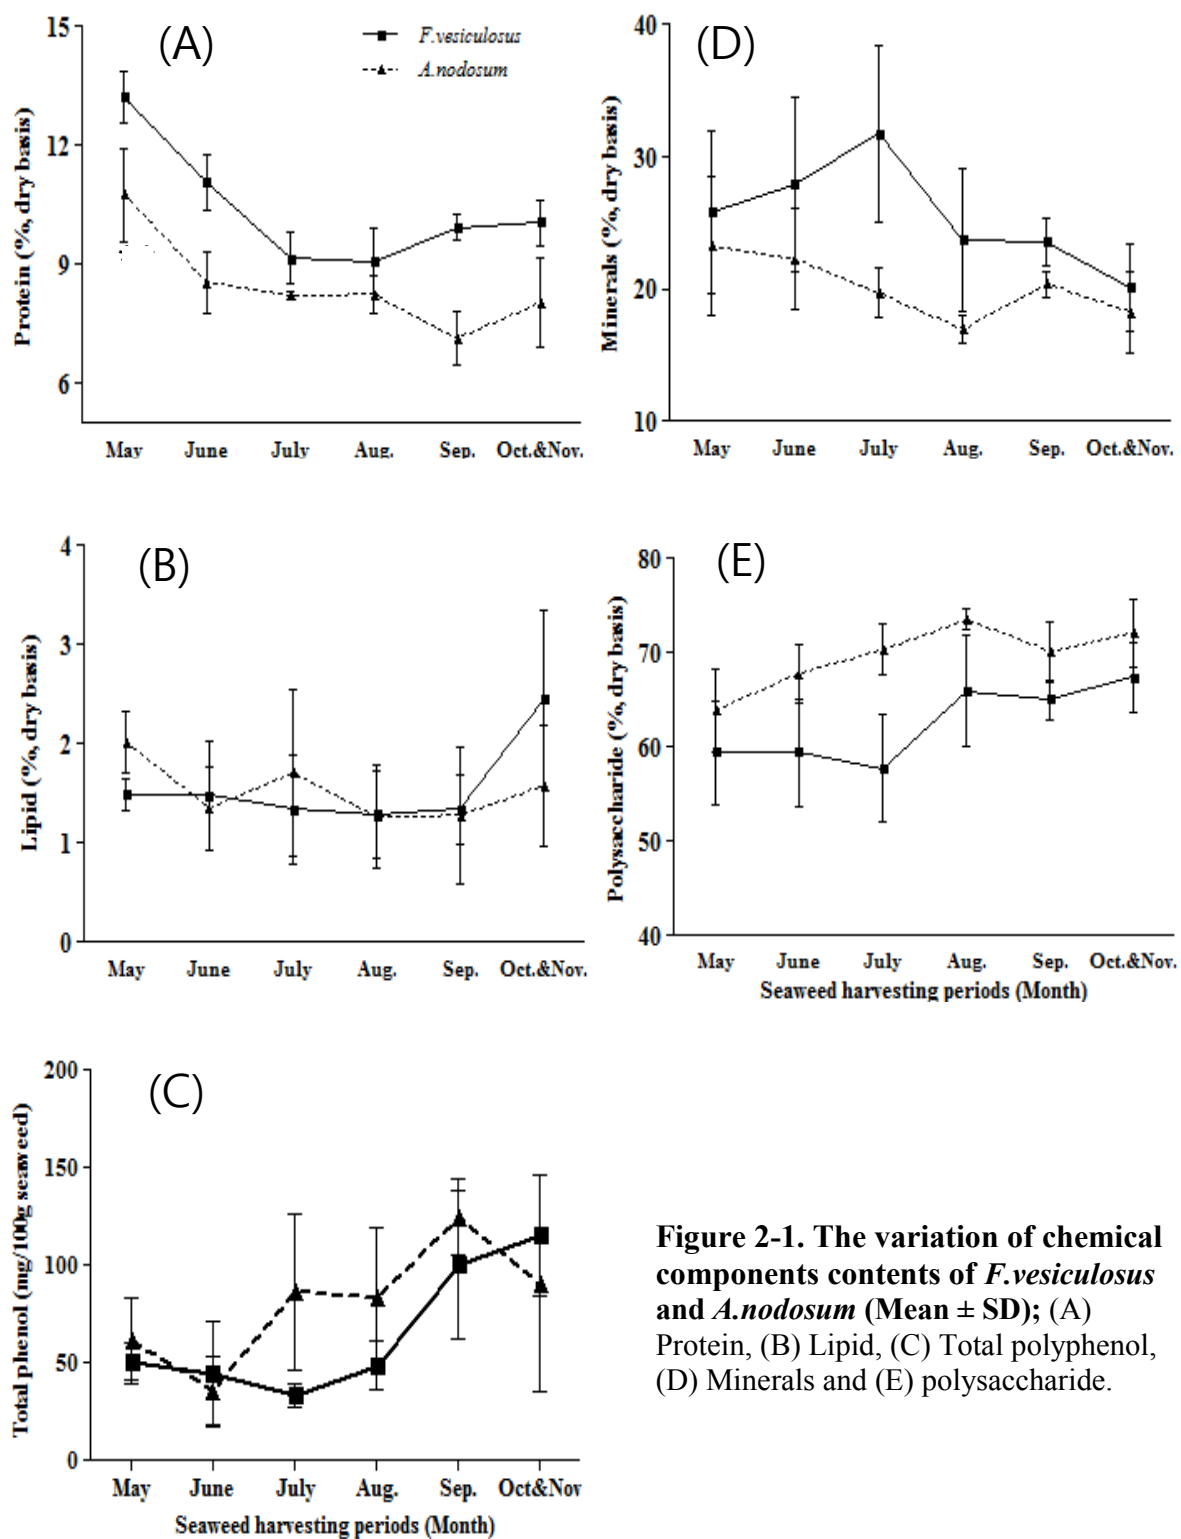 (A)
F.vesiculosus
A.nodosum
Protein (%, dry basis)
15
12
9
6
May June July Aug. Sep. Oct.&Nov.
(D)
Minerals (%, dry basis)
40
30
20
10
May June July Aug. Sep. Oct.&Nov.
(B)
Lipid (%, dry basis)
4
3
2
1
0
May June July Aug. Sep. Oct.&Nov.
(E)
Polysaccharide (%, dry basis)
80
70
60
50
40
May June July Aug. Sep. Oct.&Nov.
Seaweed harvesting periods (Month)
(C)
Total phenol (mg/100g seaweed)
200
150
100
50
0
May June July Aug. Sep. Oct&Nov
Seaweed harvesting periods (Month)
Figure 2-1. The variation of chemical
components contents of F.vesiculosus
and A.nodosum (Mean ± SD); (A)
Protein, (B) Lipid, (C) Total polyphenol,
(D) Minerals and (E) polysaccharide.